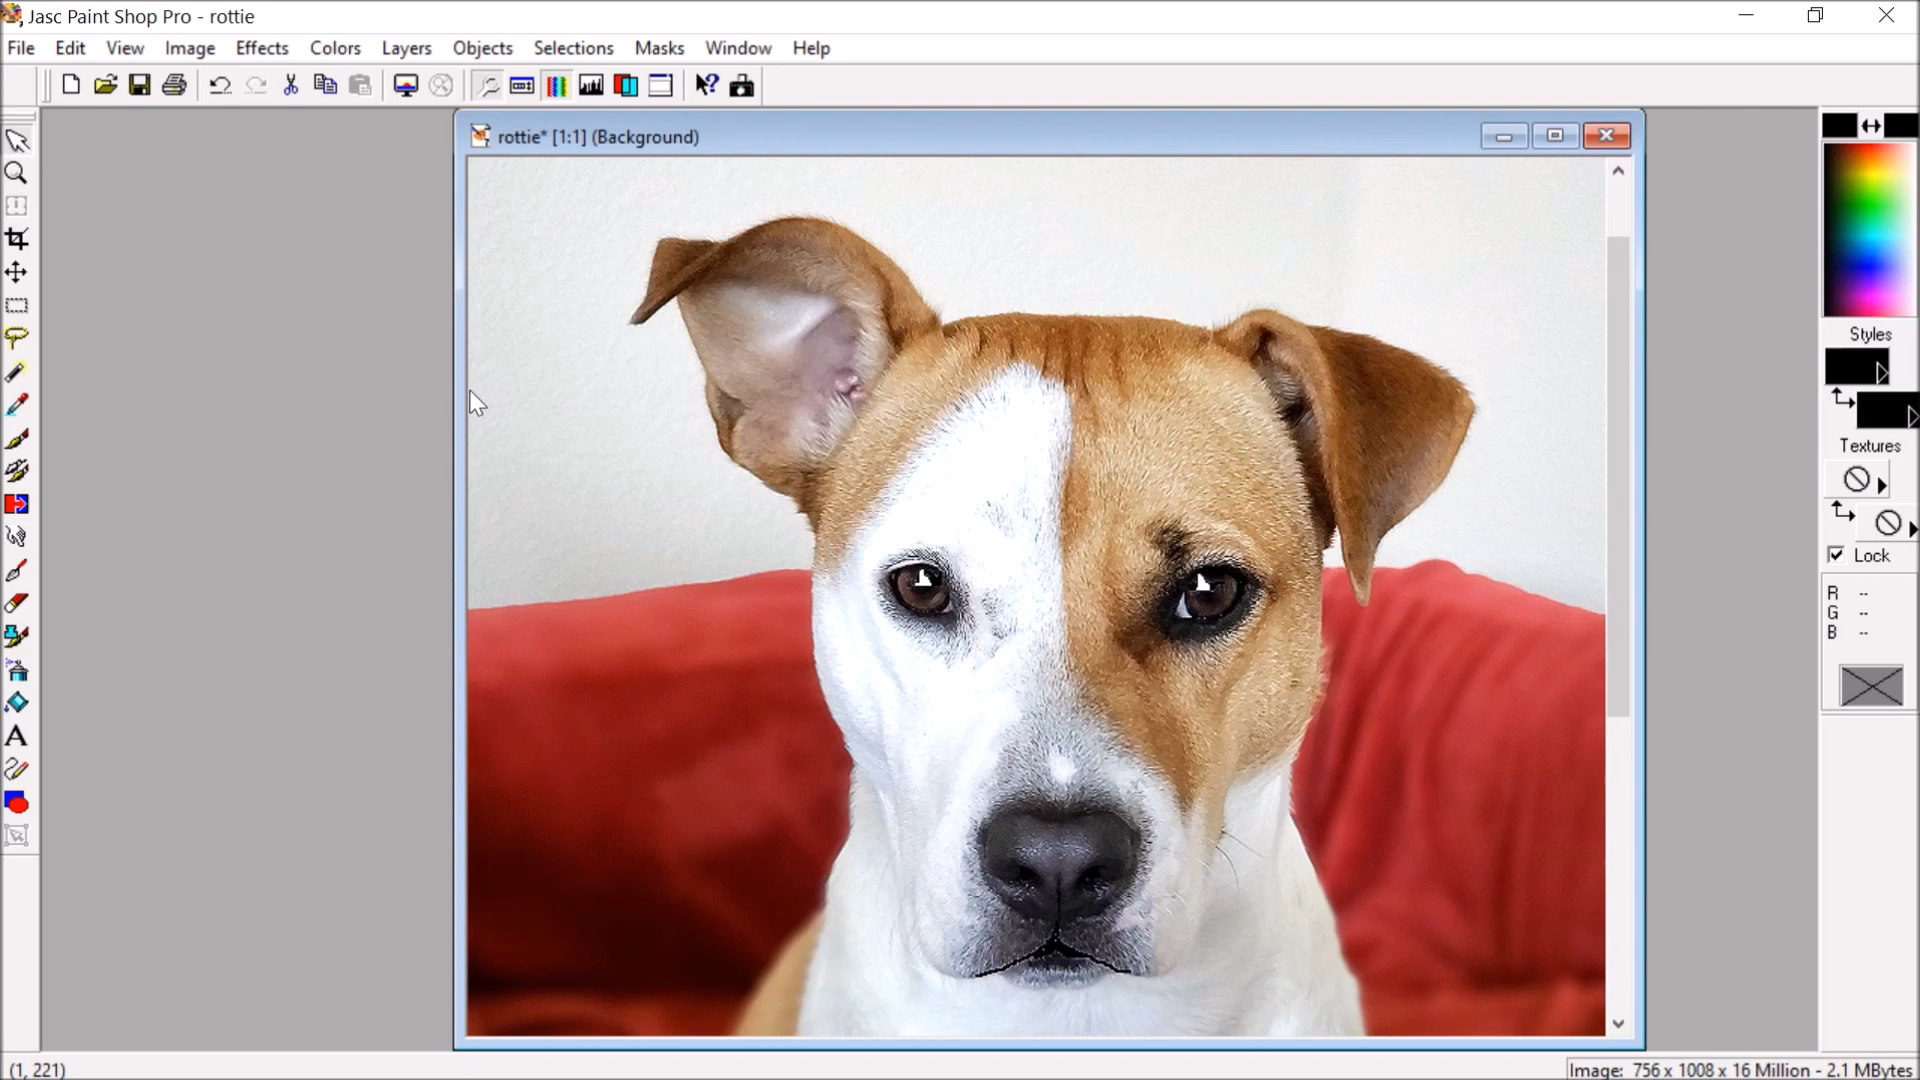 Jasc Paint Shop Pro - rottie
File Edit View Image Effects Colors Layers Objects Selections Masks Window Help
rottie* [1:1] (Background)
Styles
Textures
Lock
R --
G --
B --
(1, 221)
Image: 756 x 1008 x 16 Million - 2.1 MBytes